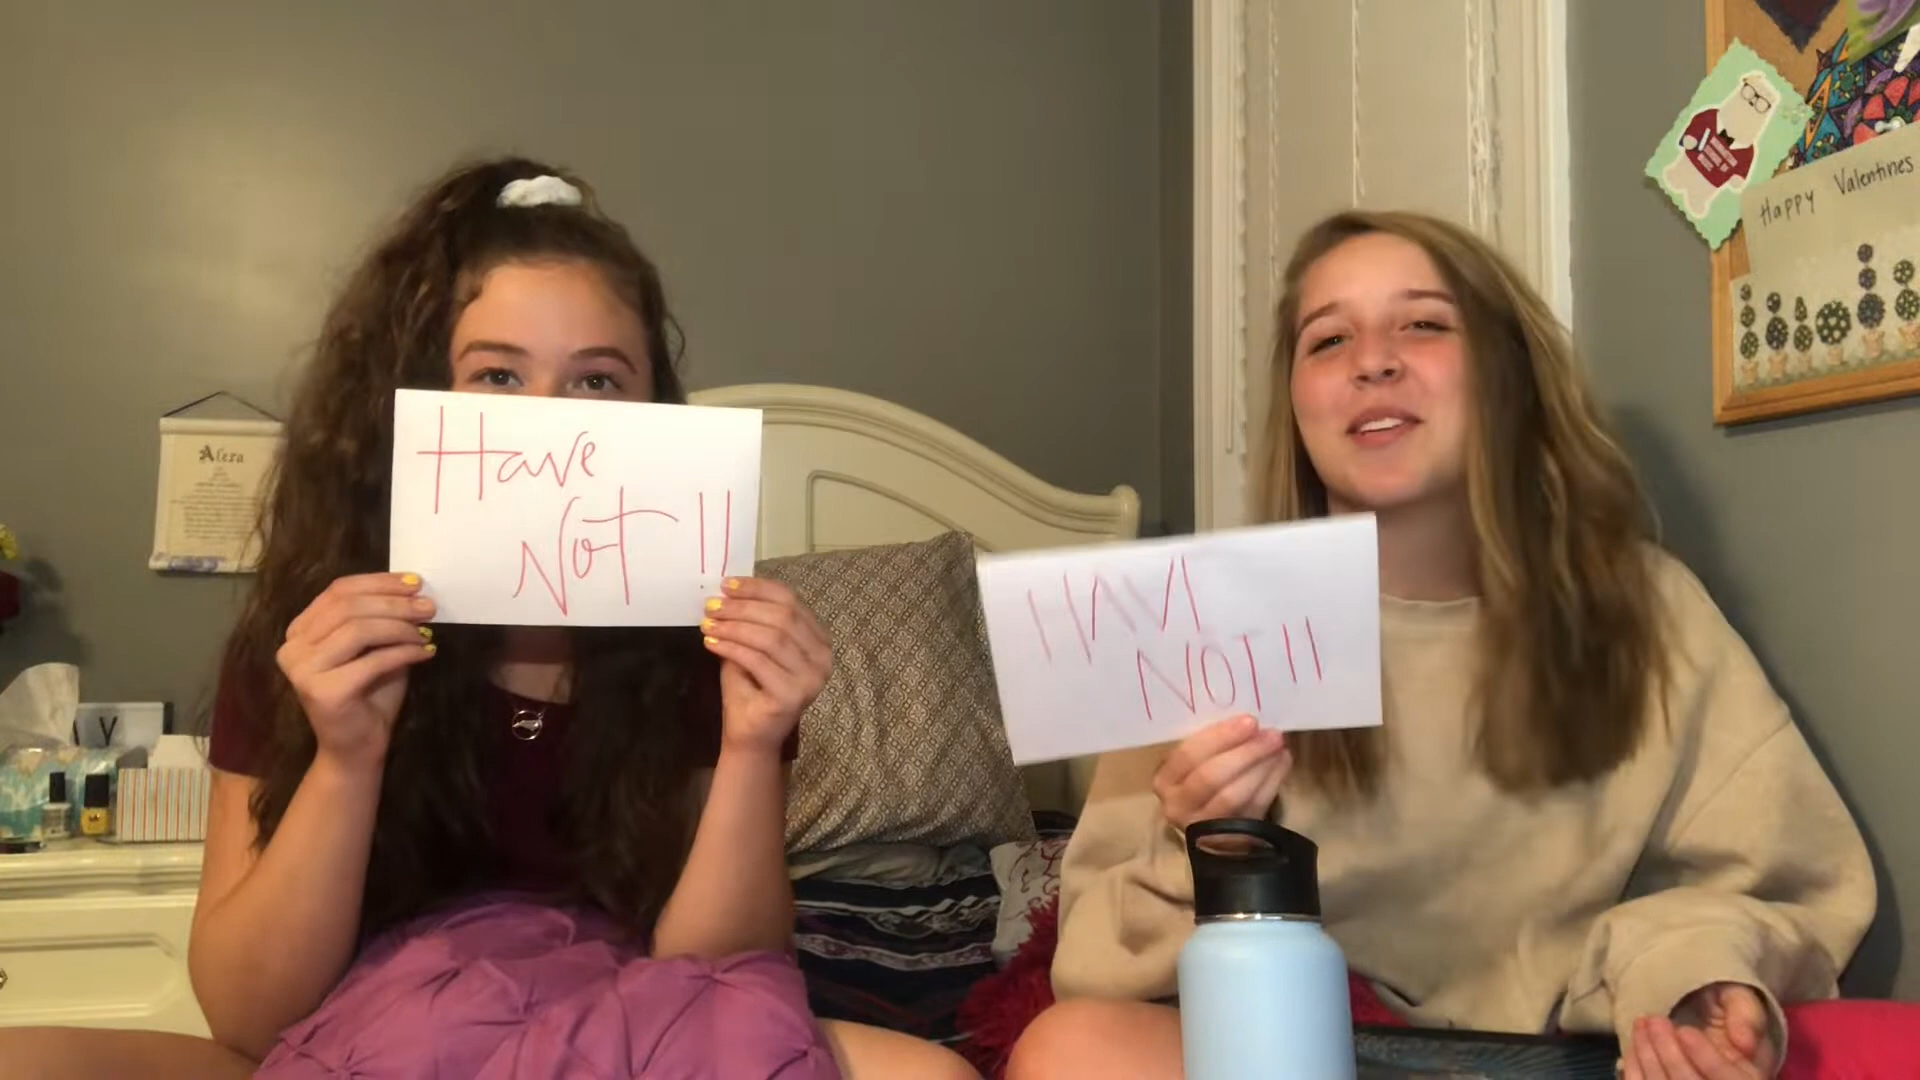 Have
Not !!
HAVE
NOT !!
Alexa
V
Happy Valentines